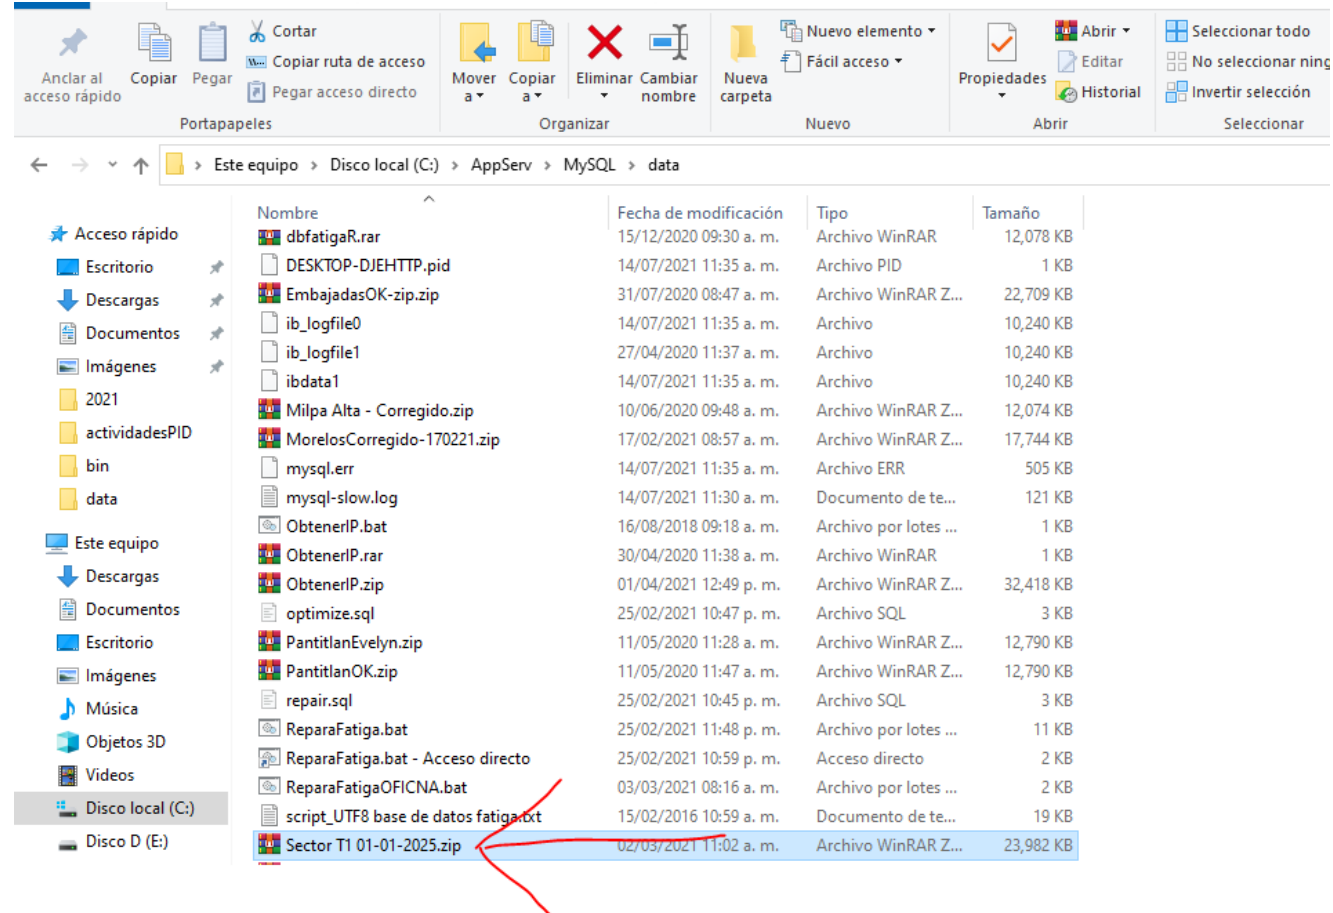 Anclar al acceso rápido
Copiar
Pegar
Cortar
Copiar ruta de acceso
Pegar acceso directo
Portapapeles
Mover a
Copiar a
Eliminar
Cambiar nombre
Organizar
Nueva carpeta
Nuevo elemento
Fácil acceso
Nuevo
Propiedades
Abrir
Editar
Historial
Abrir
Seleccionar todo
No seleccionar ning
Invertir selección
Seleccionar
Este equipo > Disco local (C:) > AppServ > MySQL > data
Acceso rápido
Escritorio
Descargas
Documentos
Imágenes
2021
actividadesPID
bin
data
Este equipo
Descargas
Documentos
Escritorio
Imágenes
Música
Objetos 3D
Videos
Disco local (C:)
Disco D (E:)
Nombre Fecha de modificación Tipo Tamaño
dbfatigaR.rar 15/12/2020 09:30 a. m. Archivo WinRAR 12,078 KB
DESKTOP-DJEHTTP.pid 14/07/2021 11:35 a. m. Archivo PID 1 KB
EmbajadasOK-zip.zip 31/07/2020 08:47 a. m. Archivo WinRAR Z... 22,709 KB
ib_logfile0 14/07/2021 11:35 a. m. Archivo 10,240 KB
ib_logfile1 27/04/2020 11:37 a. m. Archivo 10,240 KB
ibdata1 14/07/2021 11:35 a. m. Archivo 10,240 KB
Milpa Alta - Corregido.zip 10/06/2020 09:48 a. m. Archivo WinRAR Z... 12,074 KB
MorelosCorregido-170221.zip 17/02/2021 08:57 a. m. Archivo WinRAR Z... 17,744 KB
mysql.err 14/07/2021 11:35 a. m. Archivo ERR 505 KB
mysql-slow.log 14/07/2021 11:30 a. m. Documento de te... 121 KB
ObtenerIP.bat 16/08/2018 09:18 a. m. Archivo por lotes ... 1 KB
ObtenerIP.rar 30/04/2020 11:38 a. m. Archivo WinRAR 1 KB
ObtenerIP.zip 01/04/2021 12:49 p. m. Archivo WinRAR Z... 32,418 KB
optimize.sql 25/02/2021 10:47 p. m. Archivo SQL 3 KB
PantitlanEvelyn.zip 11/05/2020 11:28 a. m. Archivo WinRAR Z... 12,790 KB
PantitlanOK.zip 11/05/2020 11:47 a. m. Archivo WinRAR Z... 12,790 KB
repair.sql 25/02/2021 10:45 p. m. Archivo SQL 3 KB
ReparaFatiga.bat 25/02/2021 11:48 p. m. Archivo por lotes ... 11 KB
ReparaFatiga.bat - Acceso directo 25/02/2021 10:59 p. m. Acceso directo 2 KB
ReparaFatigaOFICNA.bat 03/03/2021 08:16 a. m. Archivo por lotes ... 2 KB
script_UTF8 base de datos fatiga.txt 15/02/2016 10:59 a. m. Documento de te... 19 KB
Sector T1 01-01-2025.zip 02/03/2021 11:02 a. m. Archivo WinRAR Z... 23,982 KB